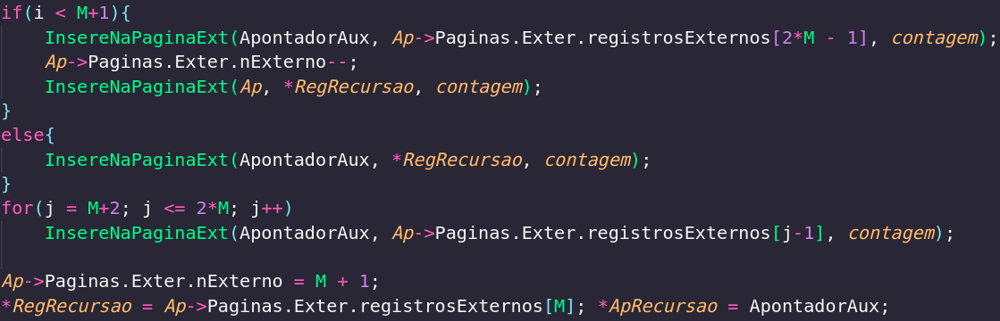 if(i < M+1){
InsereNaPaginaExt(ApontadorAux, Ap->Paginas.Exter.registrosExternos[2*M - 1], contagem);
Ap->Paginas.Exter.nExterno--;
InsereNaPaginaExt(Ap, *RegRecursao, contagem);
}
else{
InsereNaPaginaExt(ApontadorAux, *RegRecursao, contagem);
}
for(j = M+2; j <= 2*M; j++)
InsereNaPaginaExt(ApontadorAux, Ap->Paginas.Exter.registrosExternos[j-1], contagem);
Ap->Paginas.Exter.nExterno = M + 1;
*RegRecursao = Ap->Paginas.Exter.registrosExternos[M]; *ApRecursao = ApontadorAux;